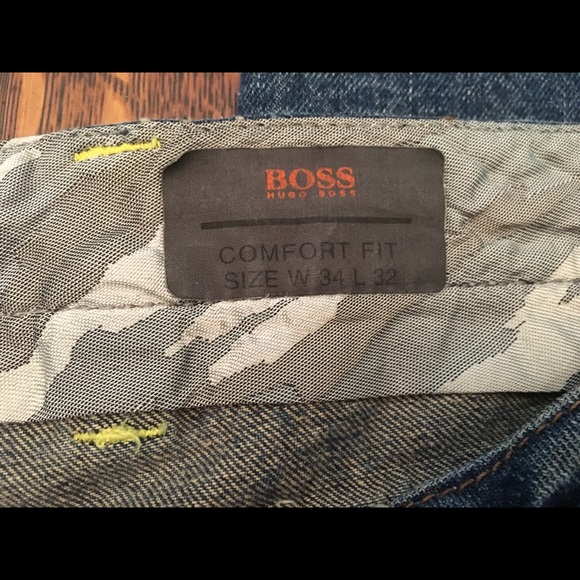 BOSS
HUGO BOSS
COMFORT FIT
SIZE W 34 L 32